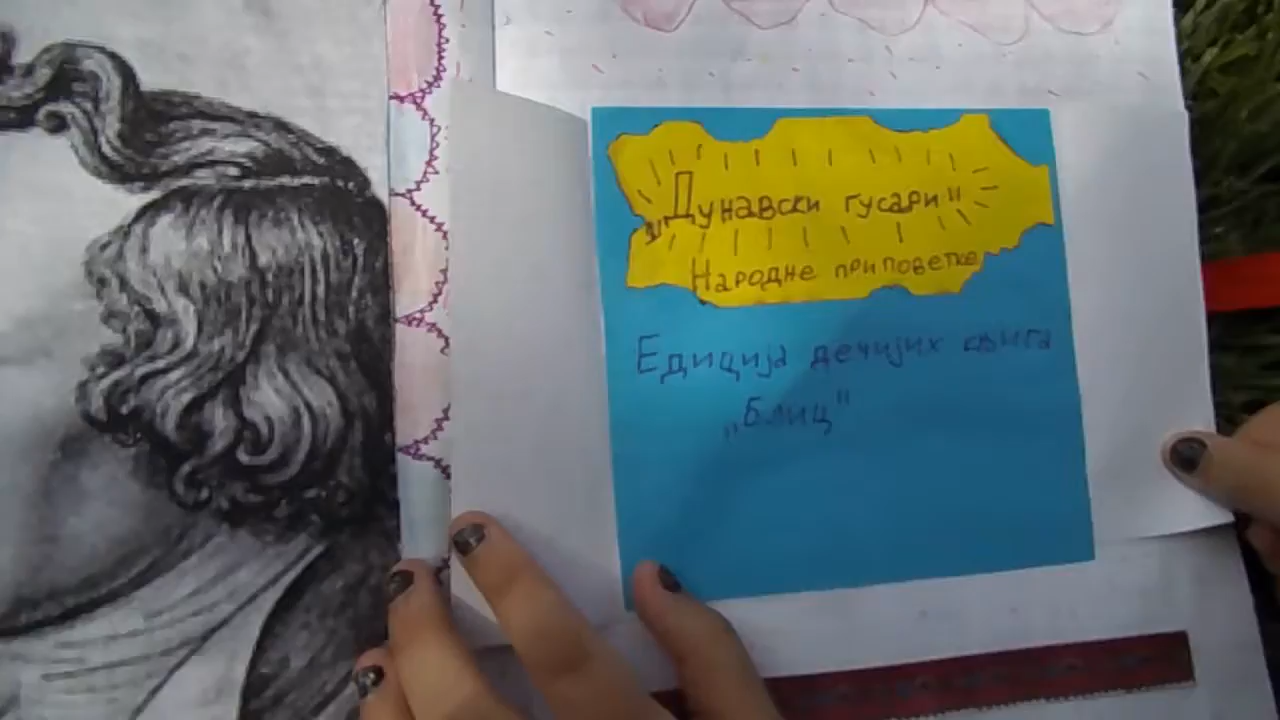 „Дунавски гусари"
Народне приповетке
Едиција дечијих књига
„блиц"